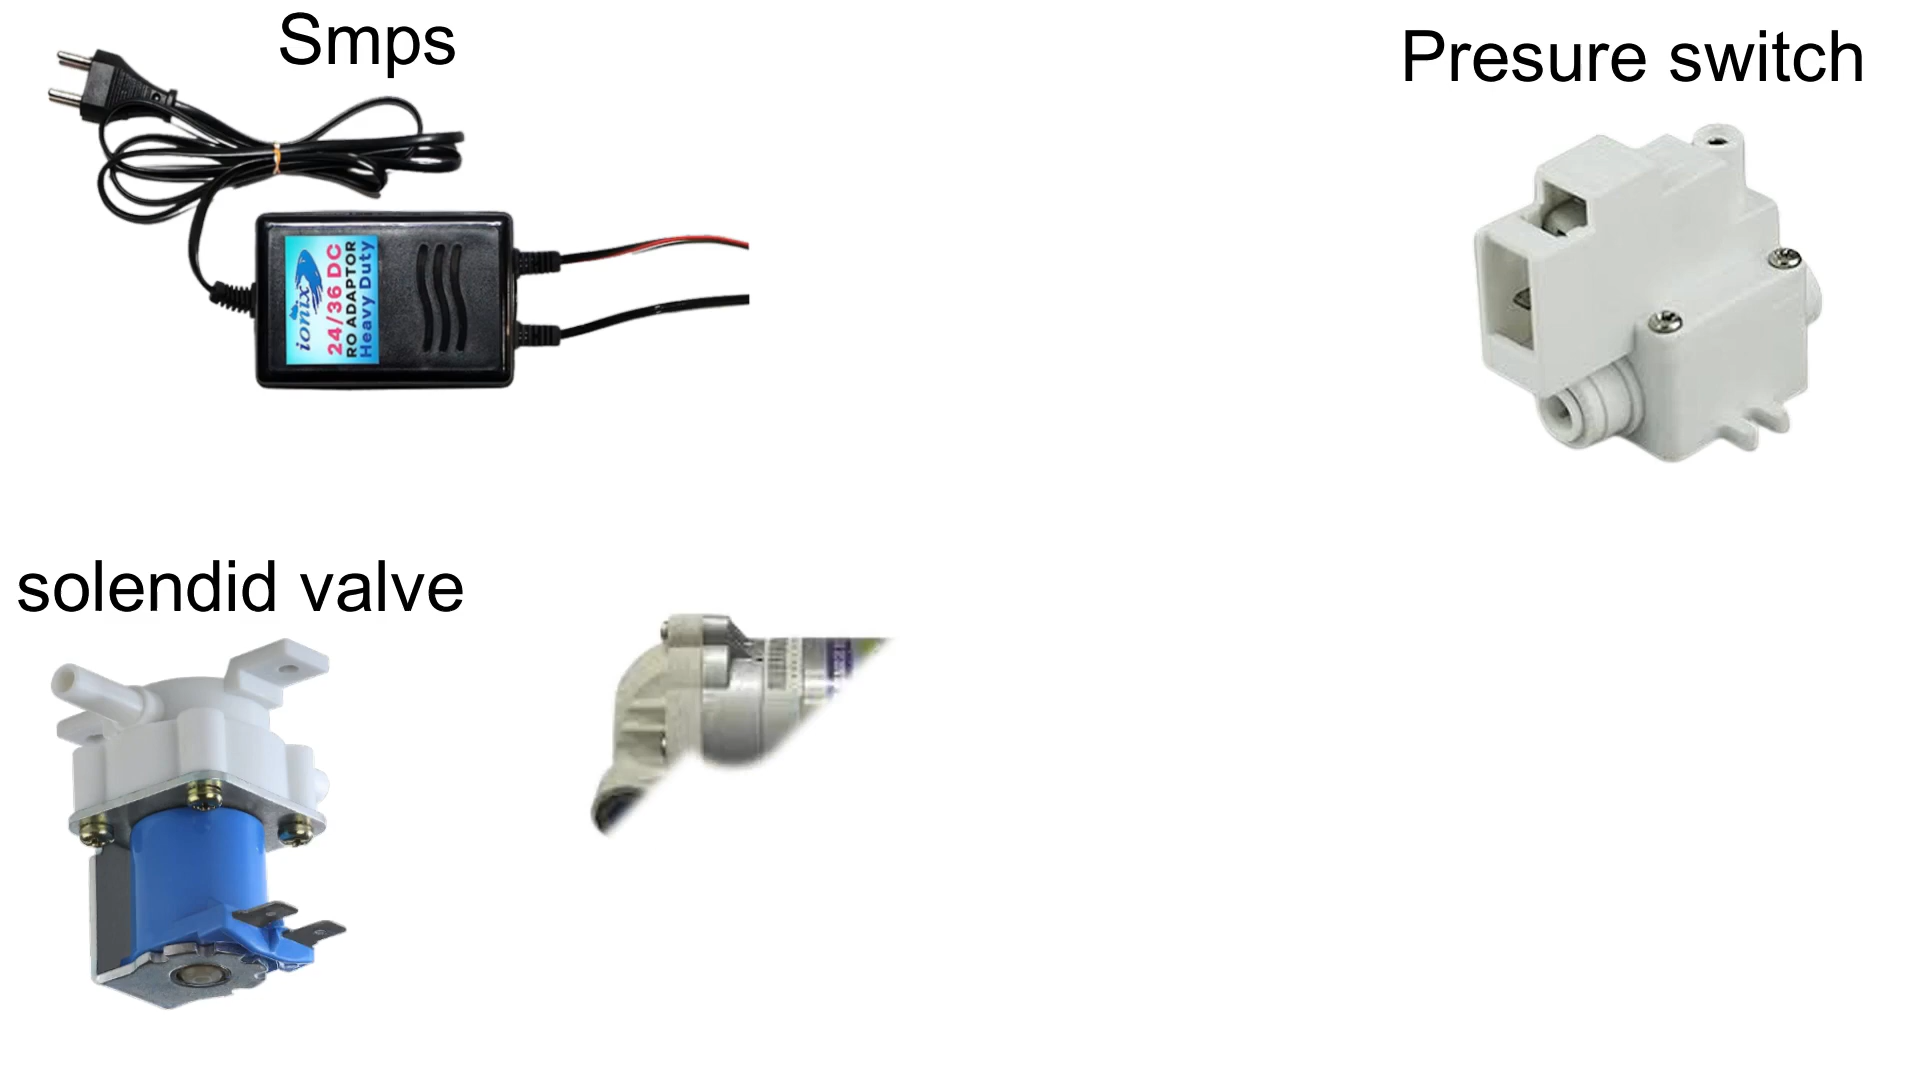 Smps
Presure switch
ionix
24/36 DC
RO ADAPTOR
Heavy Duty
solendid valve